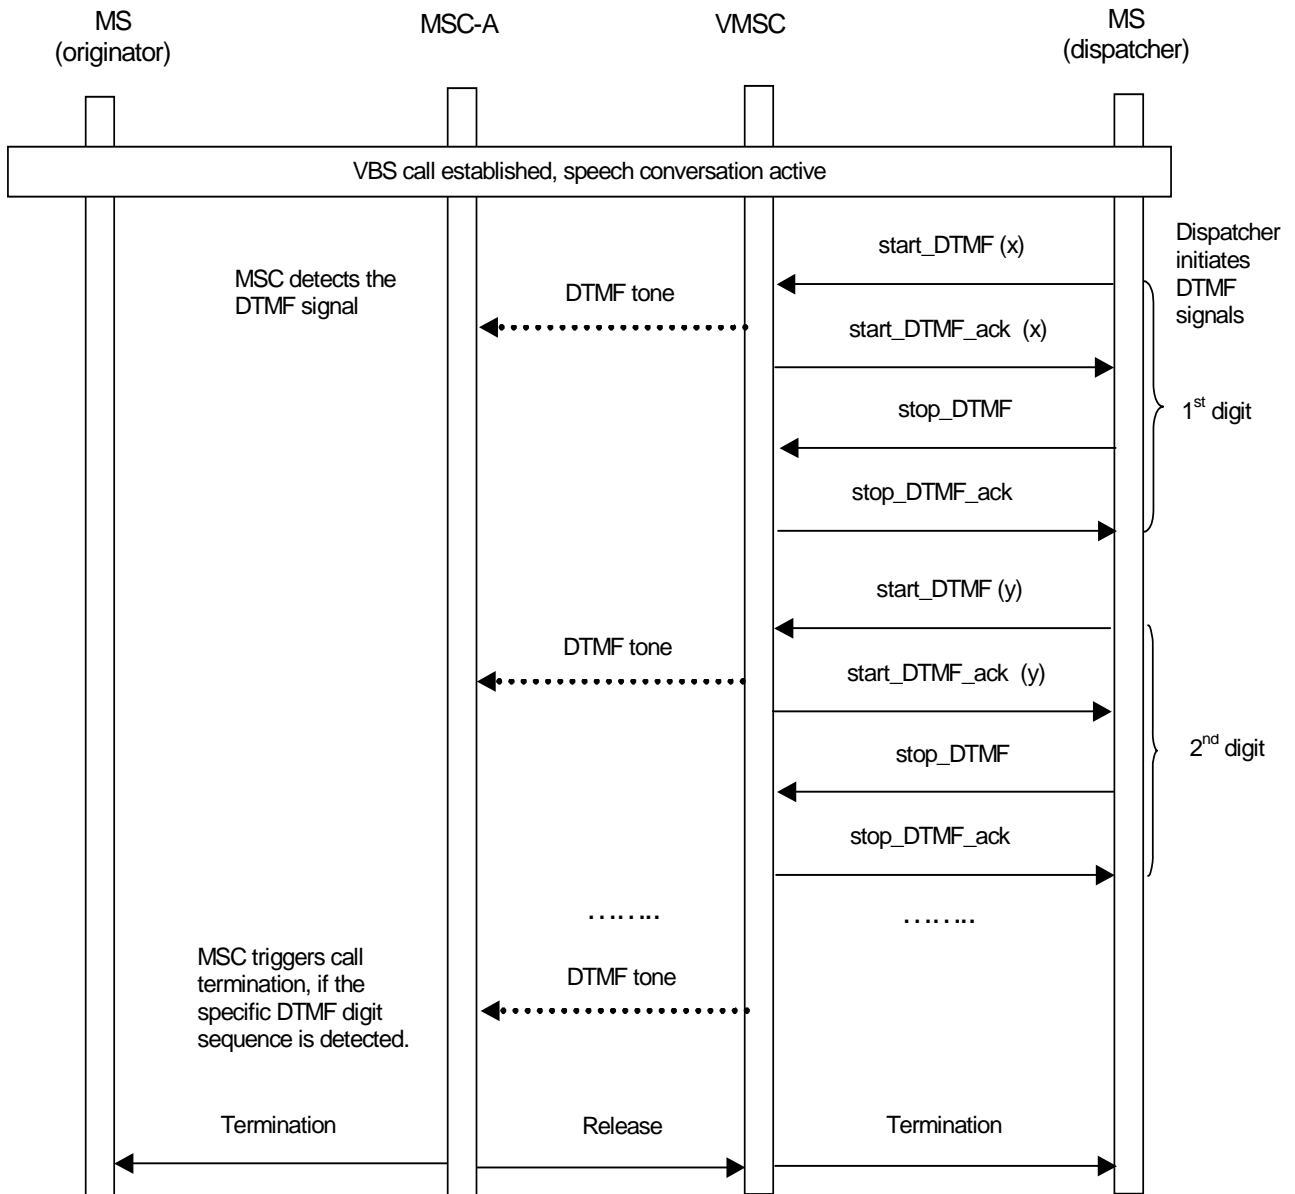 MS
(originator)
MSC-A
VMSC
MS
(dispatcher)
VBS call established, speech conversation active
start_DTMF (x)
Dispatcher
initiates
DTMF
signals
MSC detects the
DTMF signal
DTMF tone
start_DTMF_ack (x)
stop_DTMF
1st digit
stop_DTMF_ack
start_DTMF (y)
DTMF tone
start_DTMF_ack (y)
stop_DTMF
2nd digit
stop_DTMF_ack
........
........
MSC triggers call
termination, if the
specific DTMF digit
sequence is detected.
DTMF tone
Termination
Release
Termination